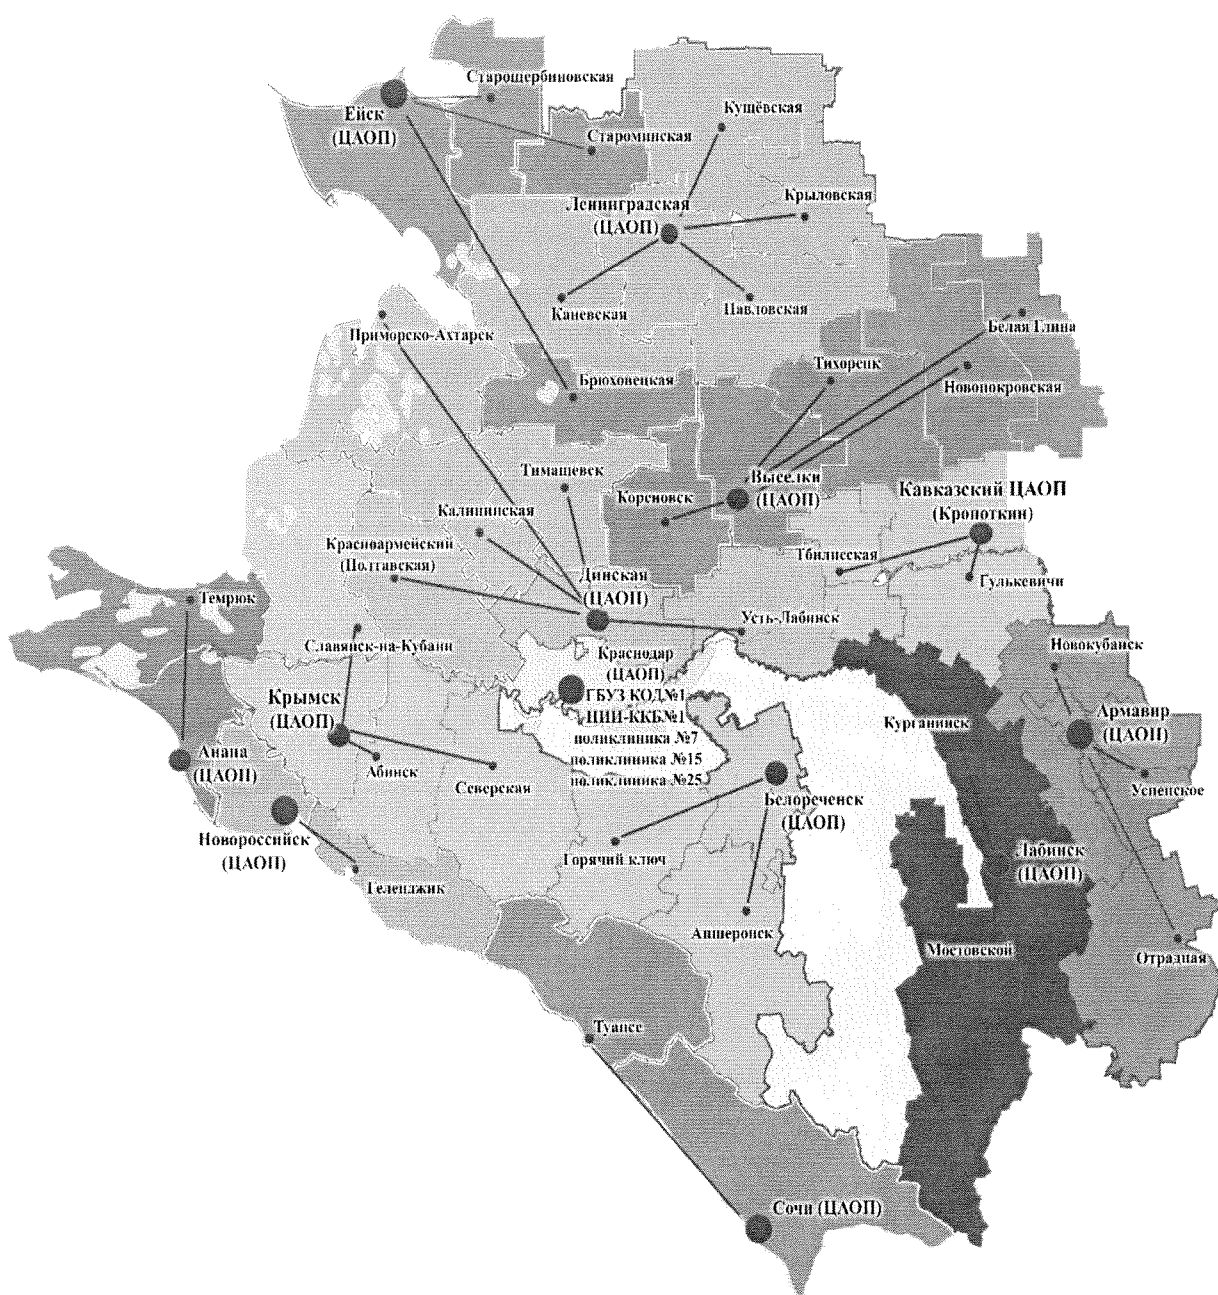 Старощербиновская
Ейск
(ЦАОП)
Кущёвская
Староминская
Крыловская
Ленинградская
(ЦАОП)
Каневская
Павловская
Приморско-Ахтарск
Белая Глина
Тихорецк
Брюховецкая
Новопокровская
Тимашевск
Выселки
(ЦАОП)
Кореновск
Кавказский ЦАОП
(Кропоткин)
Калининская
Красноармейский
(Полтавская)
Тбилисская
Динская
(ЦАОП)
Гулькевичи
Темрюк
Усть-Лабинск
Славянск-на-Кубани
Новокубанск
Краснодар
(ЦАОП)
ГБУЗ КОД№1
НИИ-ККБ№1
поликлиника №7
поликлиника №15
поликлиника №25
Крымск
(ЦАОП)
Курганинск
Армавир
(ЦАОП)
Анапа
(ЦАОП)
Абинск
Северская
Успенское
Белореченск
(ЦАОП)
Новороссийск
(ЦАОП)
Горячий ключ
Лабинск
(ЦАОП)
Геленджик
Апшеронск
Мостовской
Отрадная
Туапсе
Сочи (ЦАОП)